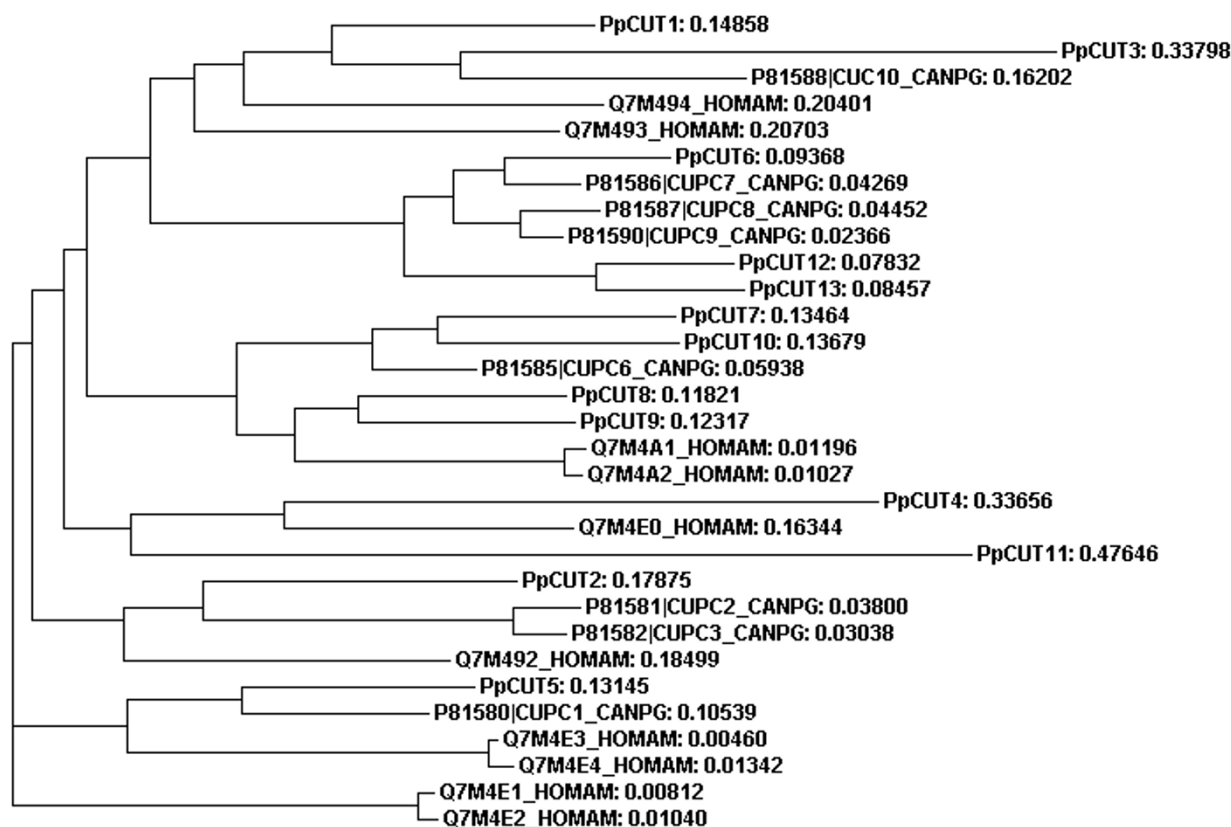 PpCUT1: 0.14858
PpCUT3: 0.33798
P81588|CUC10_CANPG: 0.16202
Q7M494_HOMAM: 0.20401
Q7M493_HOMAM: 0.20703
PpCUT6: 0.09368
P81586|CUPC7_CANPG: 0.04269
P81587|CUPC8_CANPG: 0.04452
P81590|CUPC9_CANPG: 0.02366
PpCUT12: 0.07832
PpCUT13: 0.08457
PpCUT7: 0.13464
PpCUT10: 0.13679
P81585|CUPC6_CANPG: 0.05938
PpCUT8: 0.11821
PpCUT9: 0.12317
Q7M4A1_HOMAM: 0.01196
Q7M4A2_HOMAM: 0.01027
PpCUT4: 0.33656
Q7M4E0_HOMAM: 0.16344
PpCUT11: 0.47646
PpCUT2: 0.17875
P81581|CUPC2_CANPG: 0.03800
P81582|CUPC3_CANPG: 0.03038
Q7M492_HOMAM: 0.18499
PpCUT5: 0.13145
P81580|CUPC1_CANPG: 0.10539
Q7M4E3_HOMAM: 0.00460
Q7M4E4_HOMAM: 0.01342
Q7M4E1_HOMAM: 0.00812
Q7M4E2_HOMAM: 0.01040